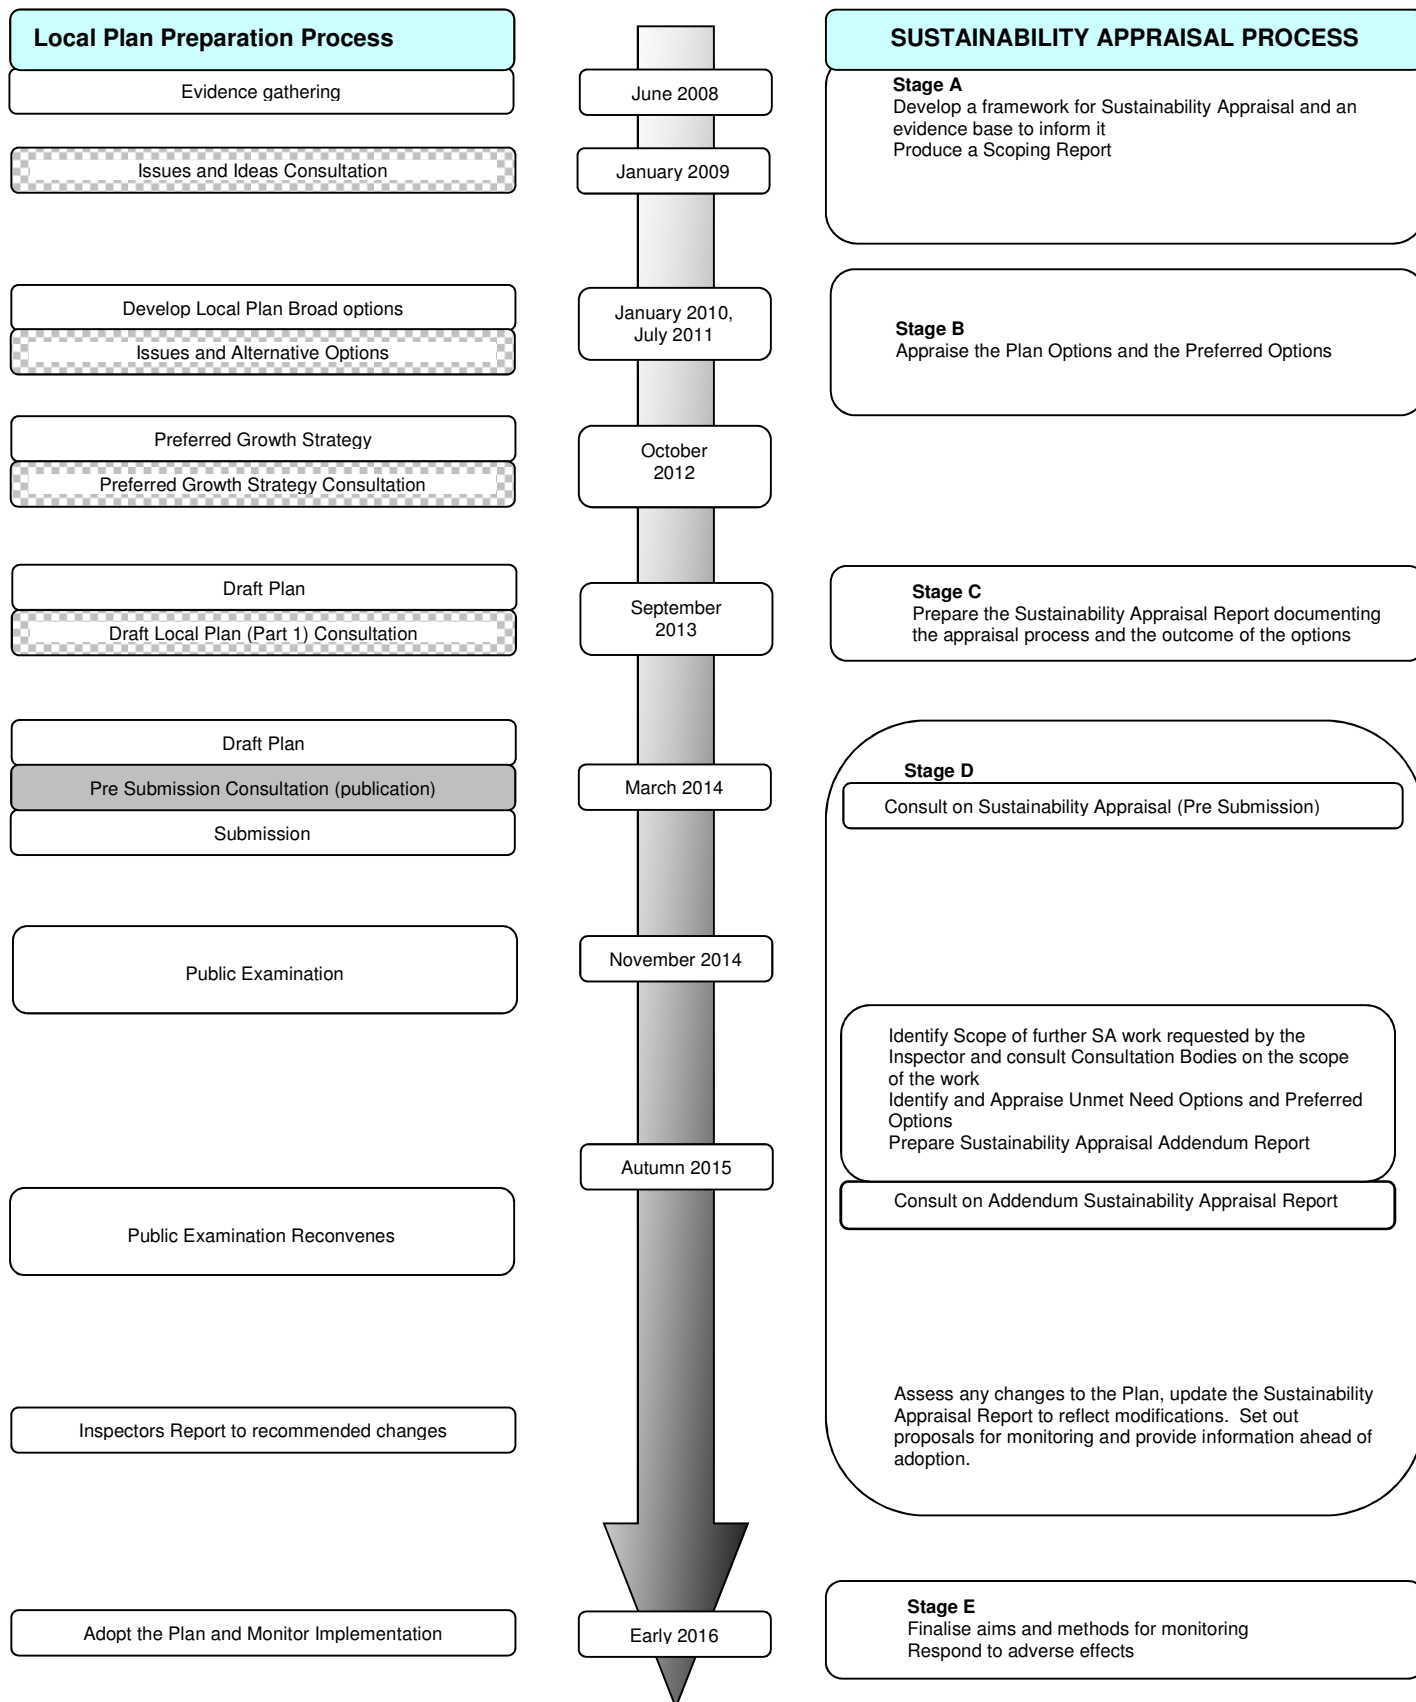 Local Plan Preparation Process
SUSTAINABILITY APPRAISAL PROCESS
Evidence gathering
June 2008
Stage A
Develop a framework for Sustainability Appraisal and an
evidence base to inform it
Produce a Scoping Report
Issues and Ideas Consultation
January 2009
Develop Local Plan Broad options
Issues and Alternative Options
January 2010,
July 2011
Stage B
Appraise the Plan Options and the Preferred Options
Preferred Growth Strategy
Preferred Growth Strategy Consultation
October
2012
Draft Plan
Draft Local Plan (Part 1) Consultation
September
2013
Stage C
Prepare the Sustainability Appraisal Report documenting
the appraisal process and the outcome of the options
Draft Plan
Pre Submission Consultation (publication)
Submission
March 2014
Stage D
Consult on Sustainability Appraisal (Pre Submission)
Public Examination
November 2014
Identify Scope of further SA work requested by the
Inspector and consult Consultation Bodies on the scope
of the work
Identify and Appraise Unmet Need Options and Preferred
Options
Prepare Sustainability Appraisal Addendum Report
Autumn 2015
Consult on Addendum Sustainability Appraisal Report
Public Examination Reconvenes
Inspectors Report to recommended changes
Assess any changes to the Plan, update the Sustainability
Appraisal Report to reflect modifications.  Set out
proposals for monitoring and provide information ahead of
adoption.
Adopt the Plan and Monitor Implementation
Early 2016
Stage E
Finalise aims and methods for monitoring
Respond to adverse effects